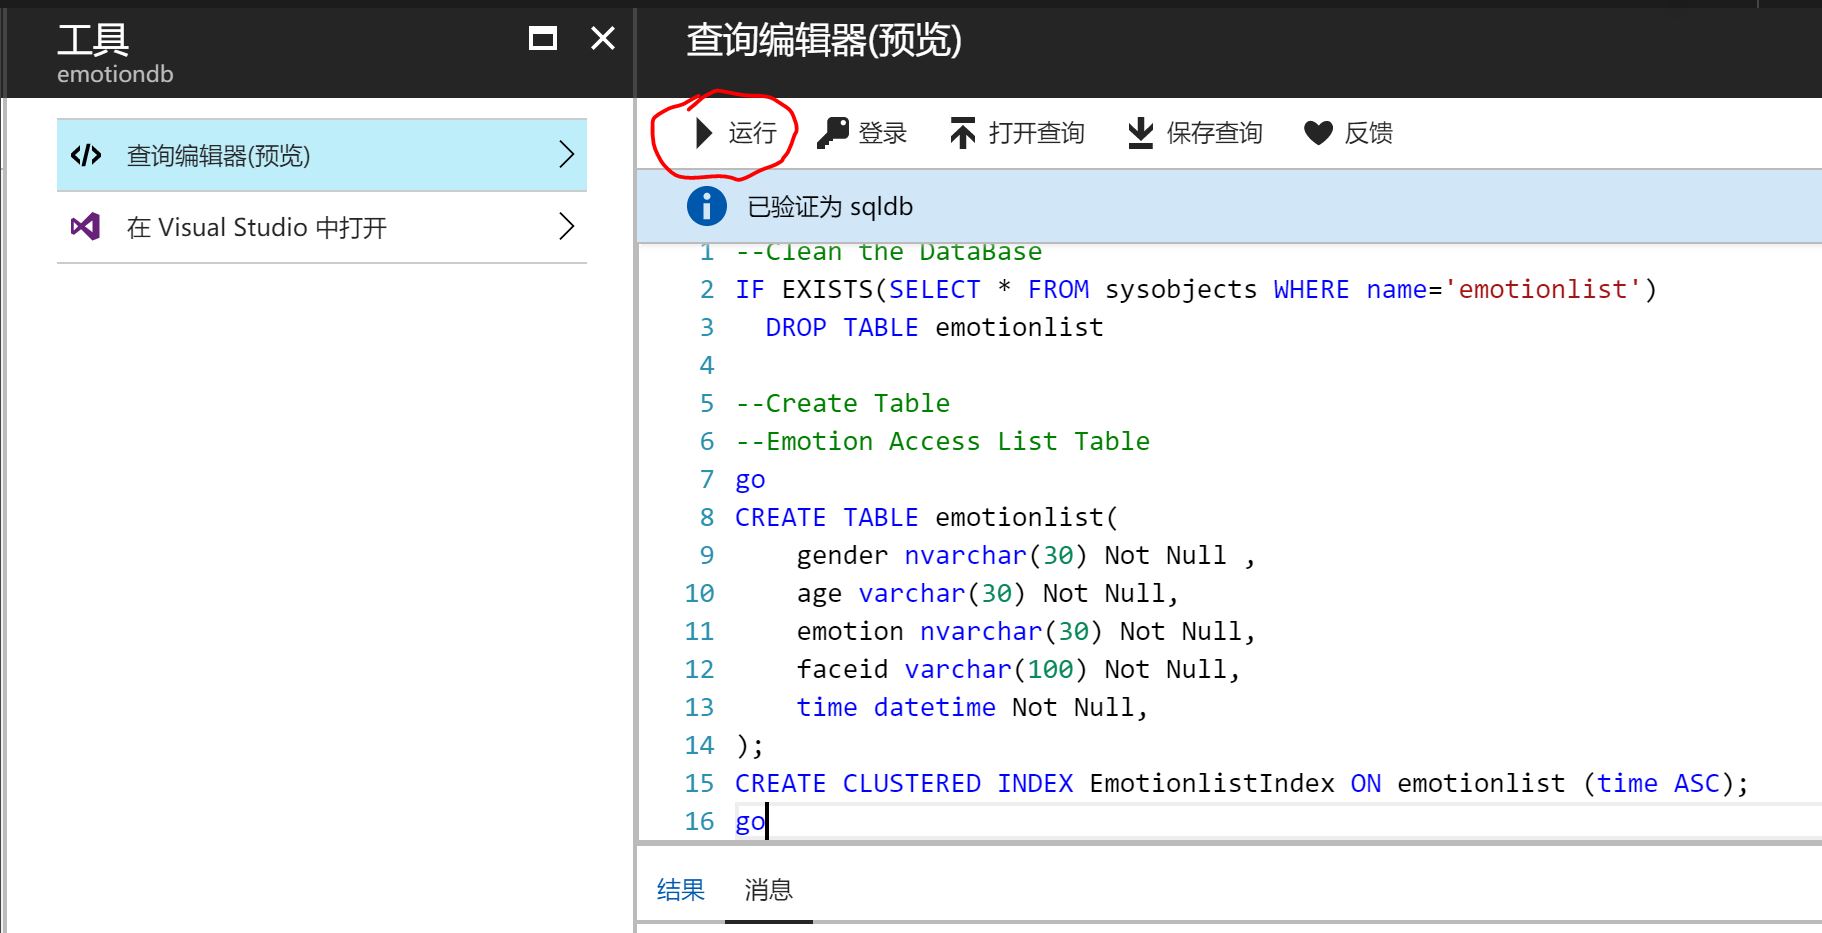 工具
emotiondb
查询编辑器(预览)
在 Visual Studio 中打开
查询编辑器(预览)
运行 登录 打开查询 保存查询 反馈
已验证为 sqldb
1 --Clean the DataBase
2 IF EXISTS(SELECT * FROM sysobjects WHERE name='emotionlist')
3 DROP TABLE emotionlist
4
5 --Create Table
6 --Emotion Access List Table
7 go
8 CREATE TABLE emotionlist(
9 gender nvarchar(30) Not Null ,
10 age varchar(30) Not Null,
11 emotion nvarchar(30) Not Null,
12 faceid varchar(100) Not Null,
13 time datetime Not Null,
14 );
15 CREATE CLUSTERED INDEX EmotionlistIndex ON emotionlist (time ASC);
16 go
结果 消息